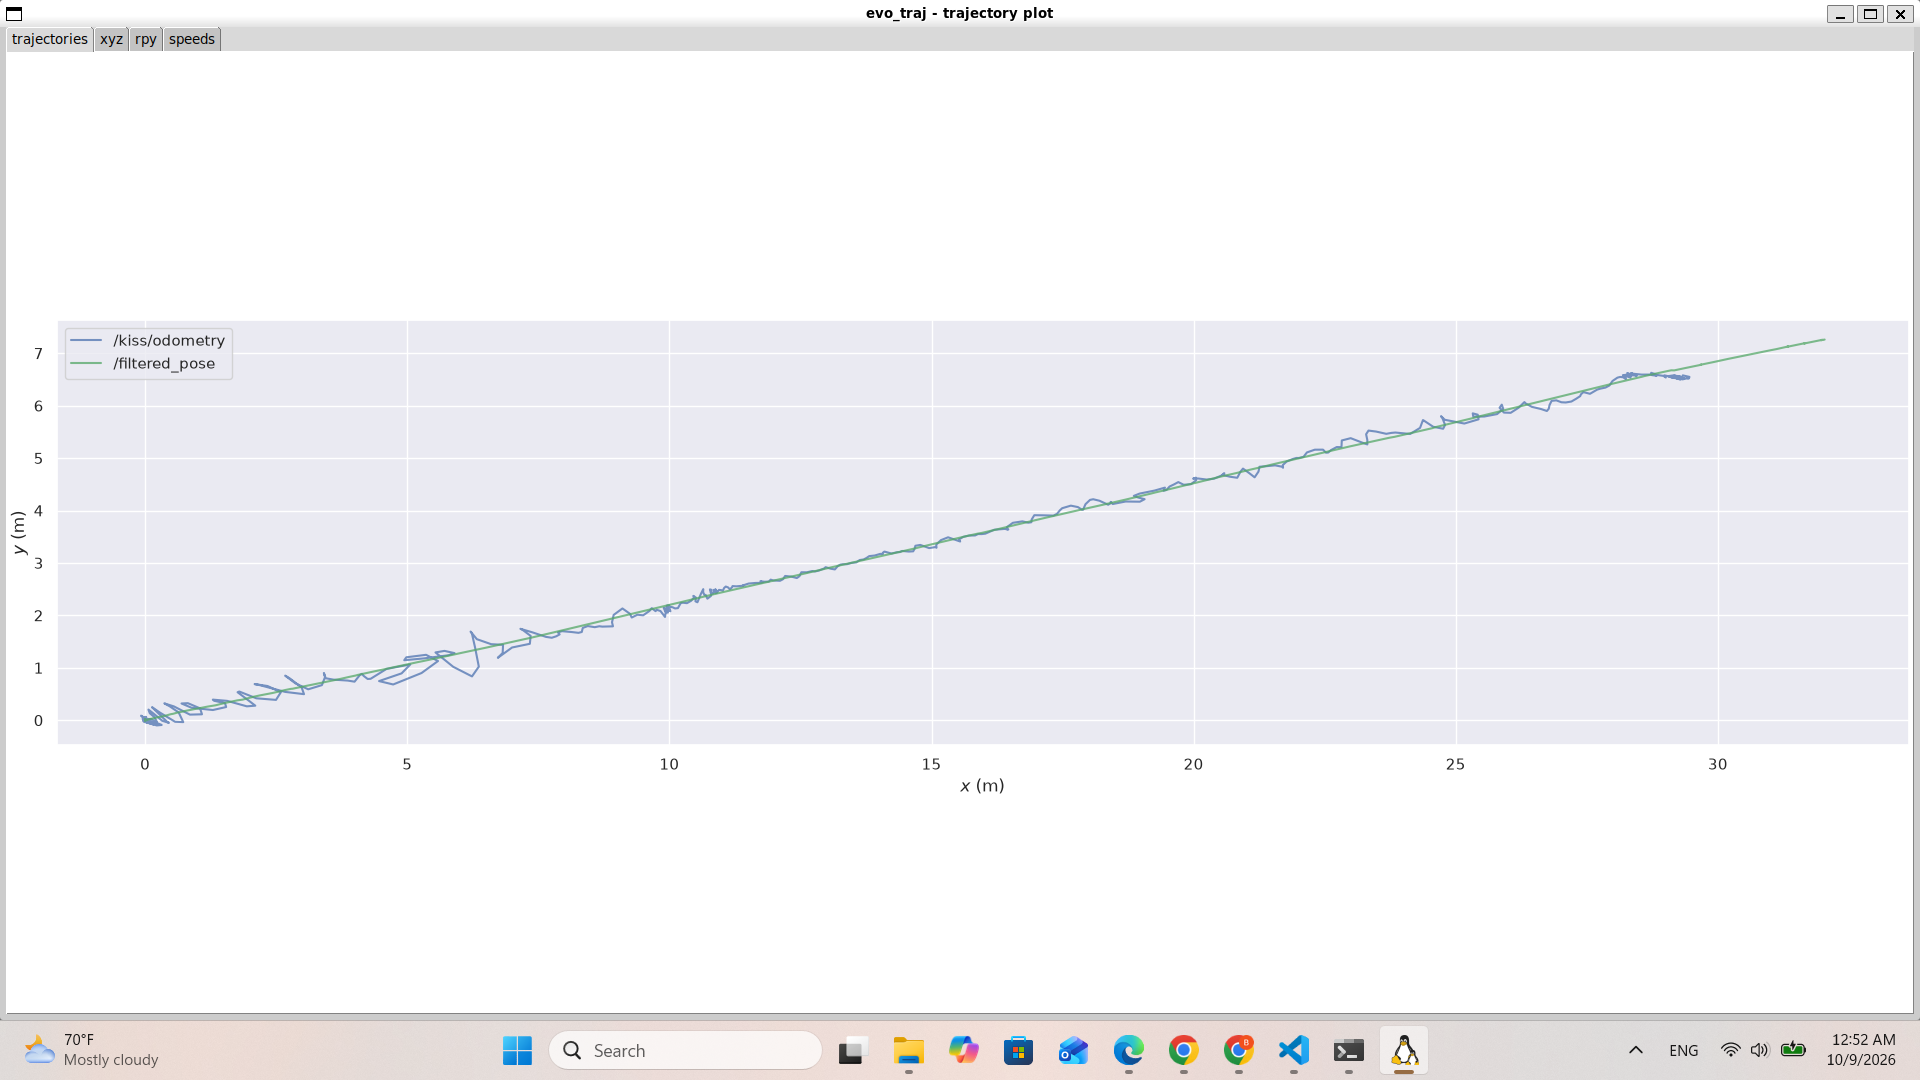 evo_traj - trajectory plot
trajectories xyz rpy speeds
/kiss/odometry
/filtered_pose
7
6
5
4
3
2
1
0
y (m)
0 5 10 15 20 25 30
x (m)
70°F
Mostly cloudy
Search
B
ENG
12:52 AM
10/9/2026